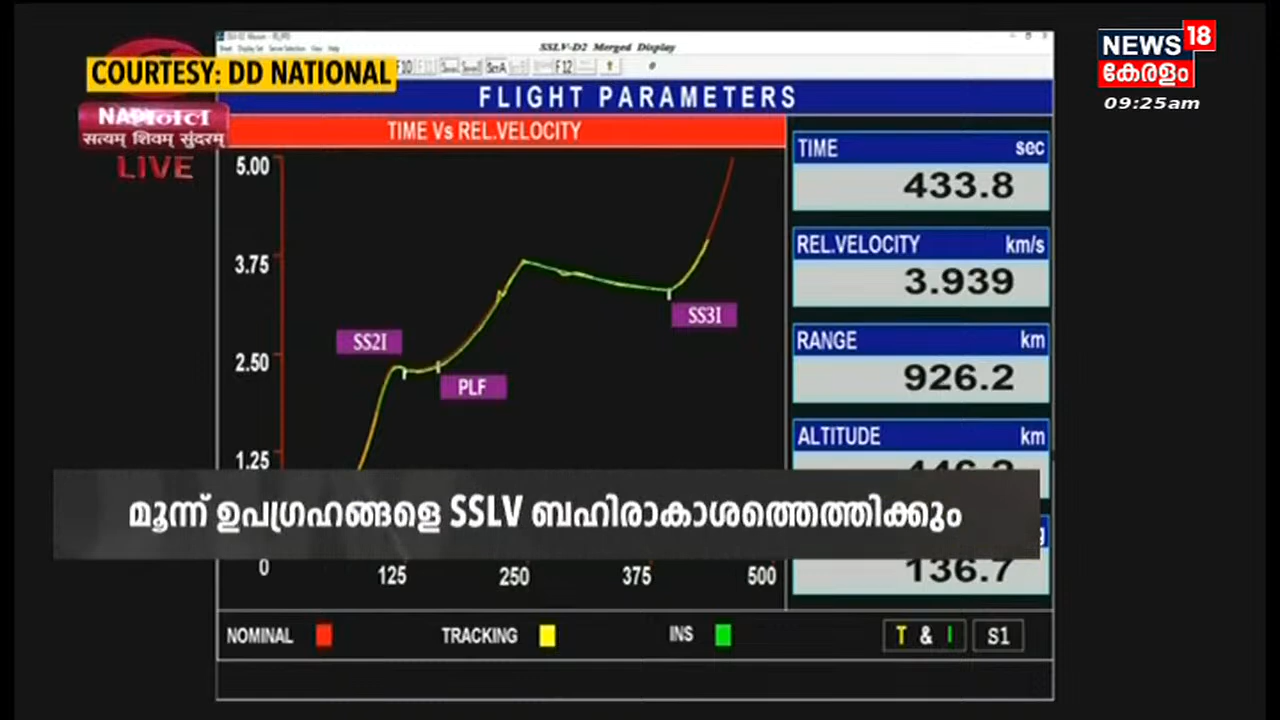 SSLV-D2 Merged Display
COURTESY: DD NATIONAL
F10
SerA
F12
NEWS 18
കേരളം
09:25am
नेशनल
सत्यम् शिवम् सुंदरम्
LIVE
FLIGHT PARAMETERS
TIME Vs REL.VELOCITY
5.00
3.75
2.50
1.25
0
125
250
375
500
SS2I
PLF
SS3I
TIME sec
433.8
REL.VELOCITY km/s
3.939
RANGE km
926.2
ALTITUDE km
136.7
മൂന്ന് ഉപഗ്രഹങ്ങളെ SSLV ബഹിരാകാശത്തെത്തിക്കും
NOMINAL
TRACKING
INS
T & I
S1